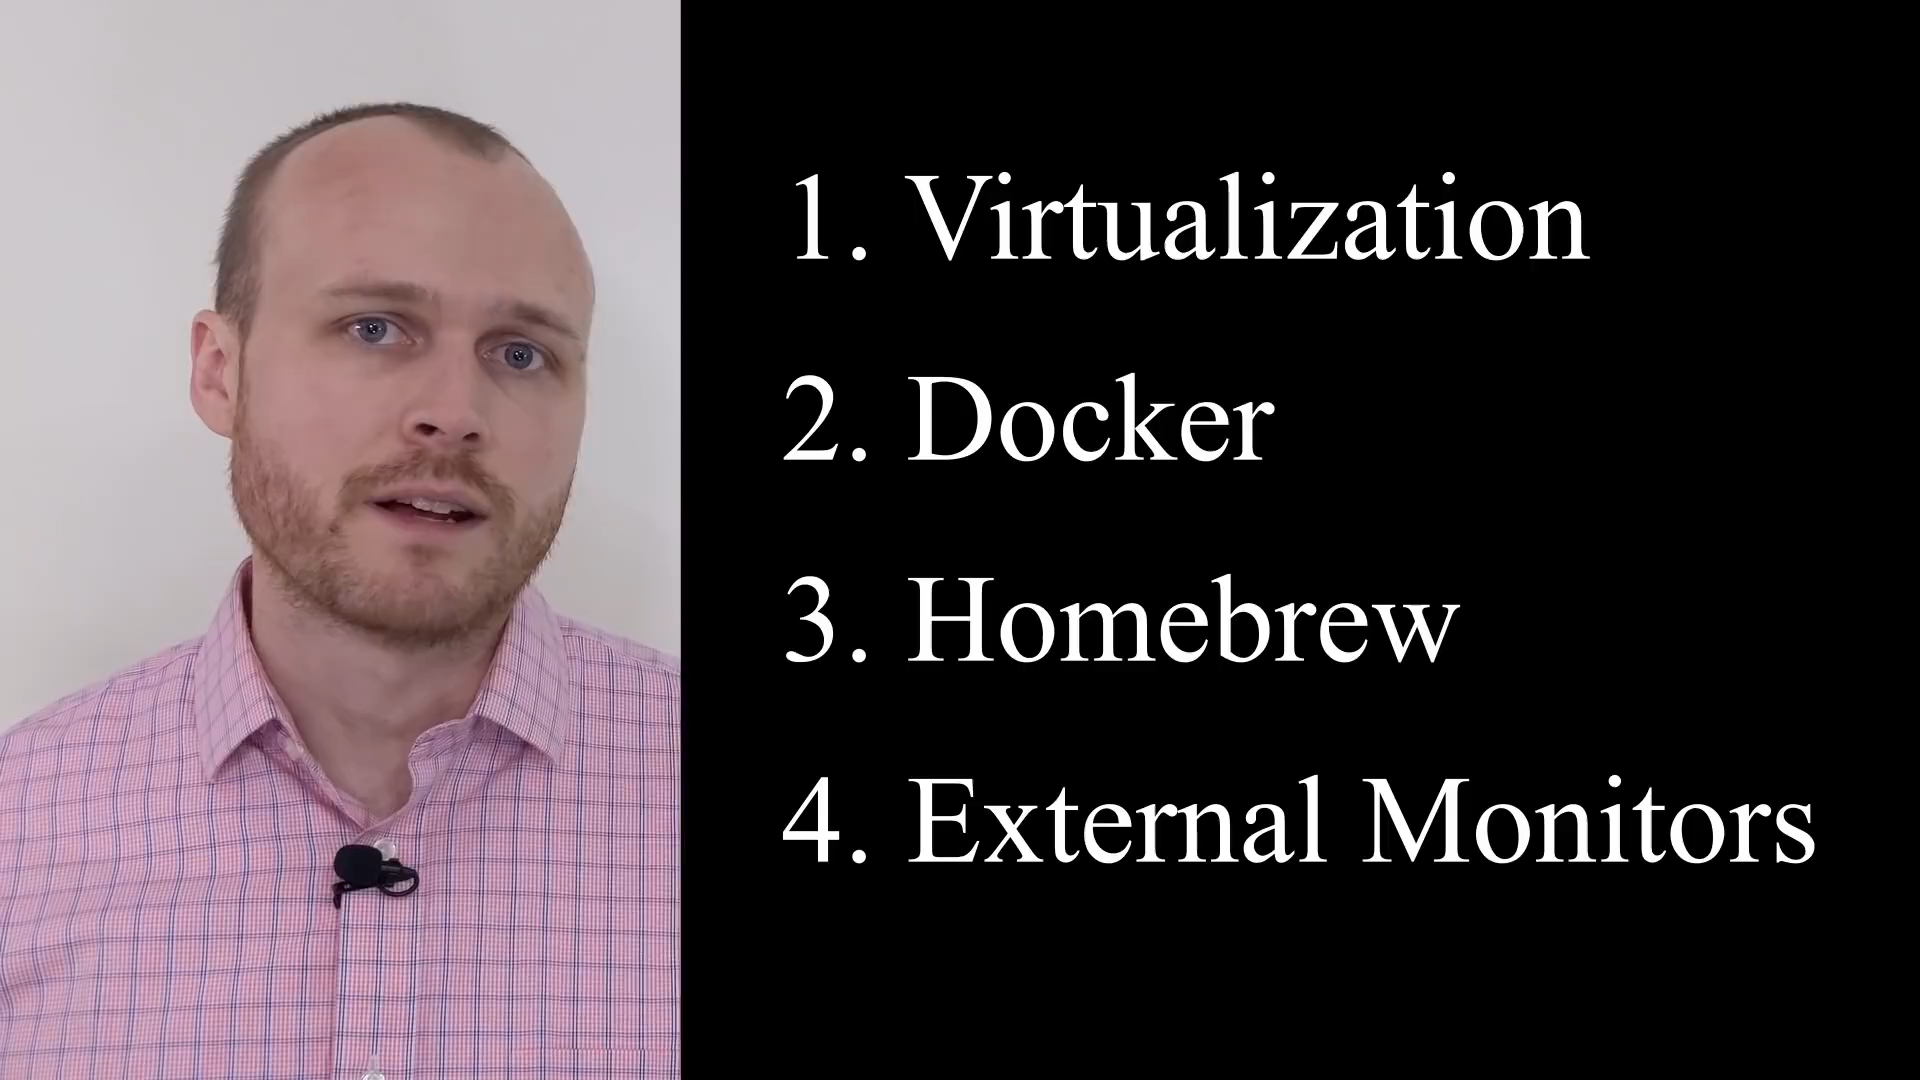 1. Virtualization
2. Docker
3. Homebrew
4. External Monitors